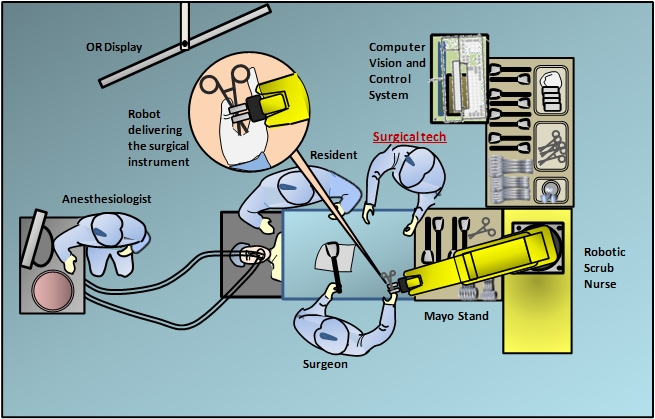 OR Display
Computer
Vision and
Control
System
Robot
delivering
the surgical
instrument
Surgical tech
Resident
Anesthesiologist
Robotic
Scrub
Nurse
Mayo Stand
Surgeon